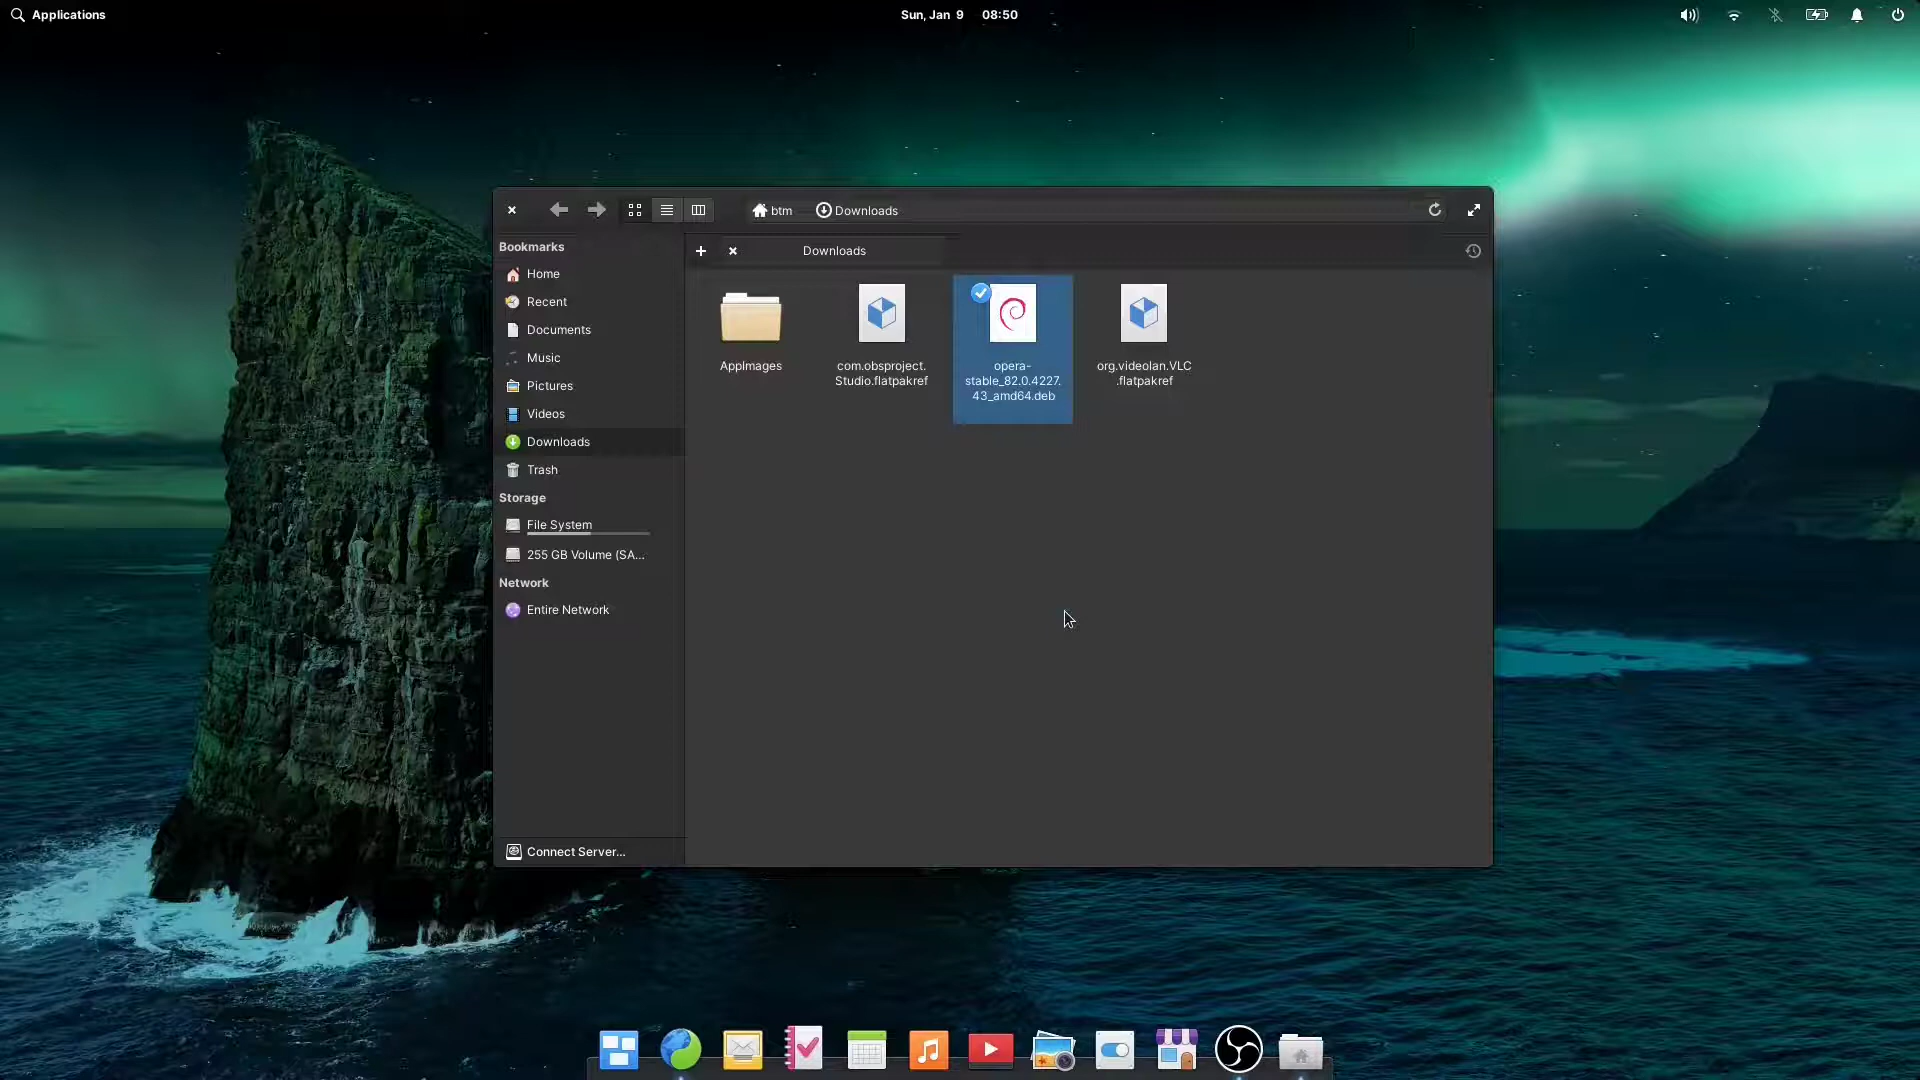 Applications
Sun, Jan 9 08:50
btm
Downloads
Bookmarks
Home
Recent
Documents
Music
Pictures
Videos
Downloads
Trash
Storage
File System
255 GB Volume (SA...
Network
Entire Network
Connect Server...
Downloads
AppImages
com.obsproject.
Studio.flatpakref
opera-
stable_82.0.4227.
43_amd64.deb
org.videolan.VLC
.flatpakref